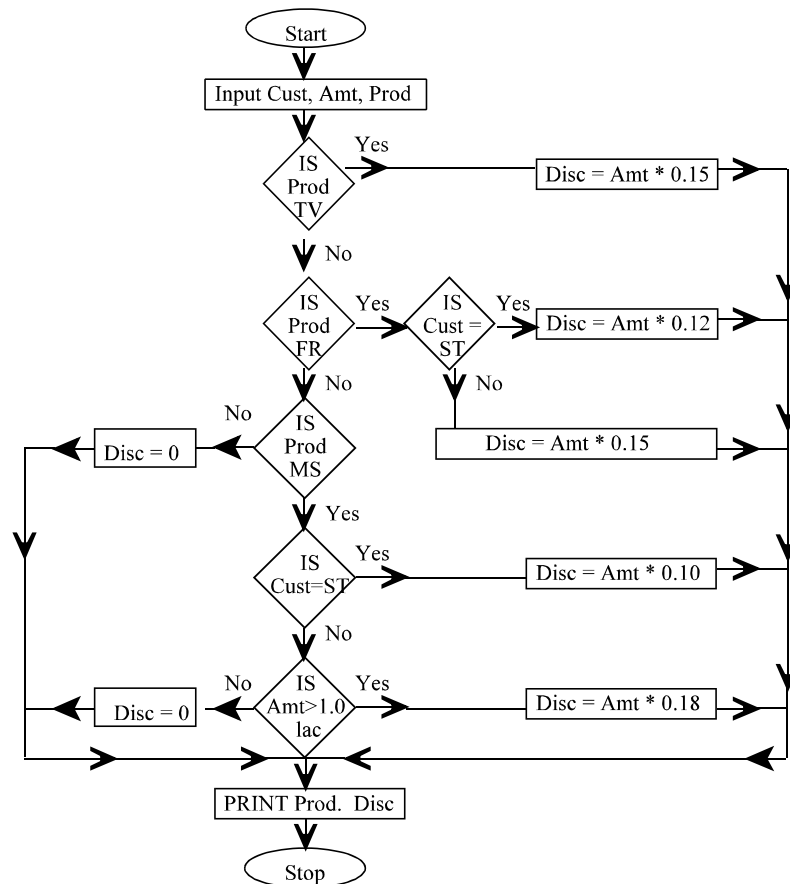 Start
Input Cust, Amt, Prod
IS
Prod
TV
Yes
Disc = Amt * 0.15
No
IS
Prod
FR
Yes
IS
Cust =
ST
Yes
Disc = Amt * 0.12
No
No
Disc = Amt * 0.15
IS
Prod
MS
No
Disc = 0
Yes
IS
Cust=ST
Yes
Disc = Amt * 0.10
No
IS
Amt>1.0
lac
No
Disc = 0
Yes
Disc = Amt * 0.18
PRINT Prod. Disc
Stop